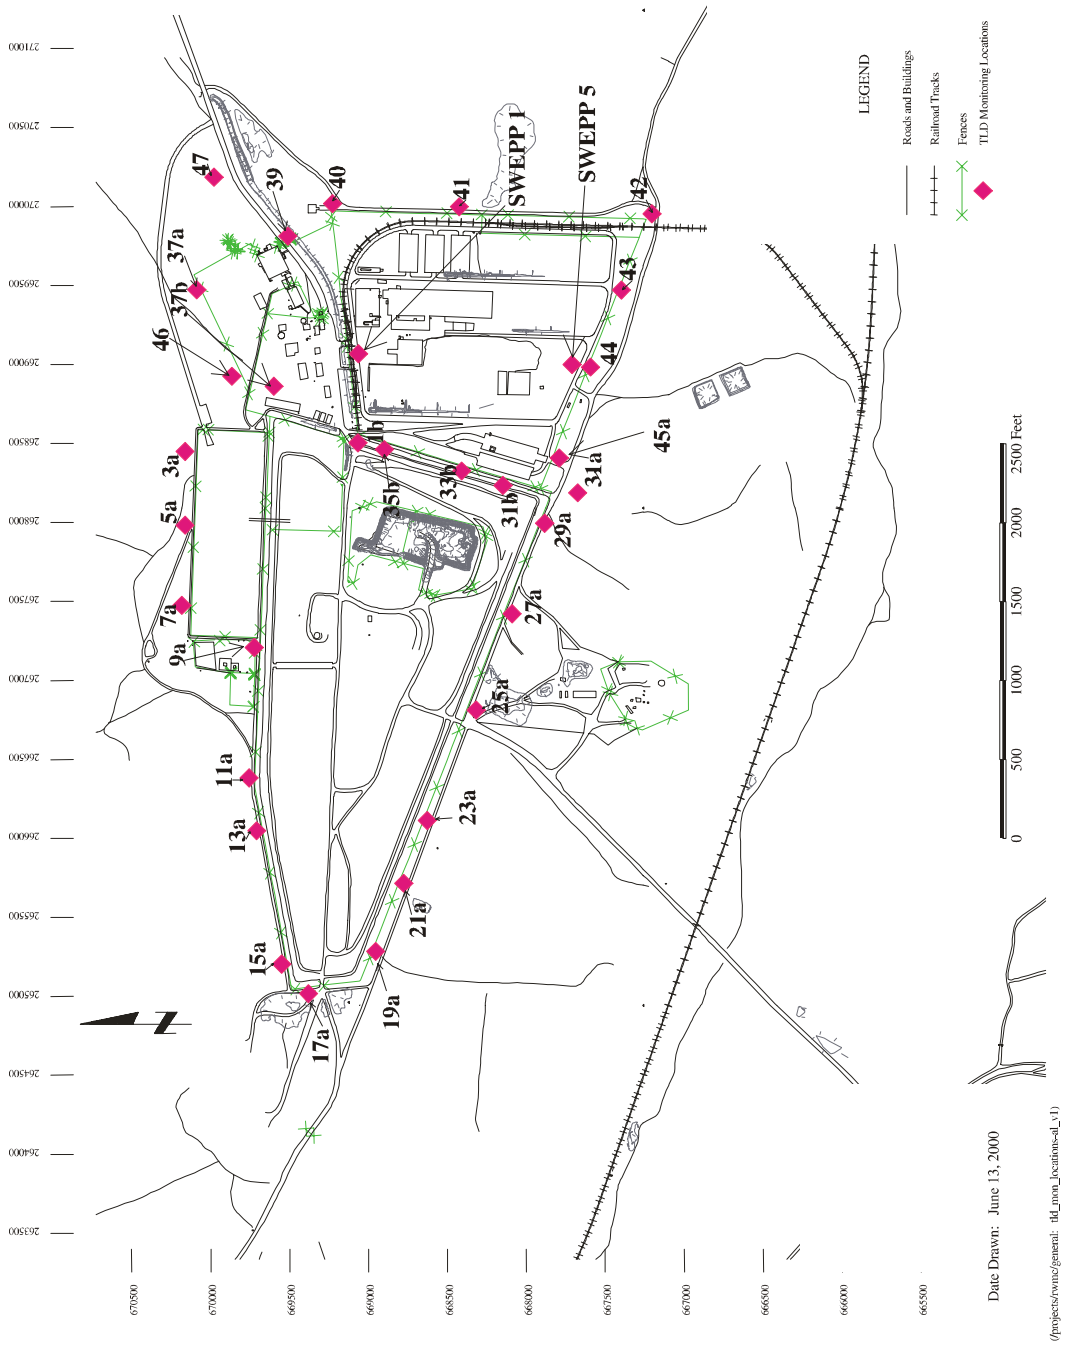 271000
270500
270000
269500
269000
268500
268000
267500
267000
266500
266000
265500
265000
264500
264000
263500
670500
670000
669500
669000
668500
668000
667500
667000
666500
666000
665500
47
39
40
41
SWEPP 1
SWEPP 5
42
37a
37b
46
43
44
3a
1b
35b
33b
31b
45a
31a
29a
5a
7a
9a
27a
25a
11a
13a
23a
21a
15a
17a
19a
N
LEGEND
Roads and Buildings
Railroad Tracks
Fences
TLD Monitoring Locations
0
500
1000
1500
2000
2500 Feet
Date Drawn: June 13, 2000
(/projects/rwmc/general: tld_mon_locations-al_v1)